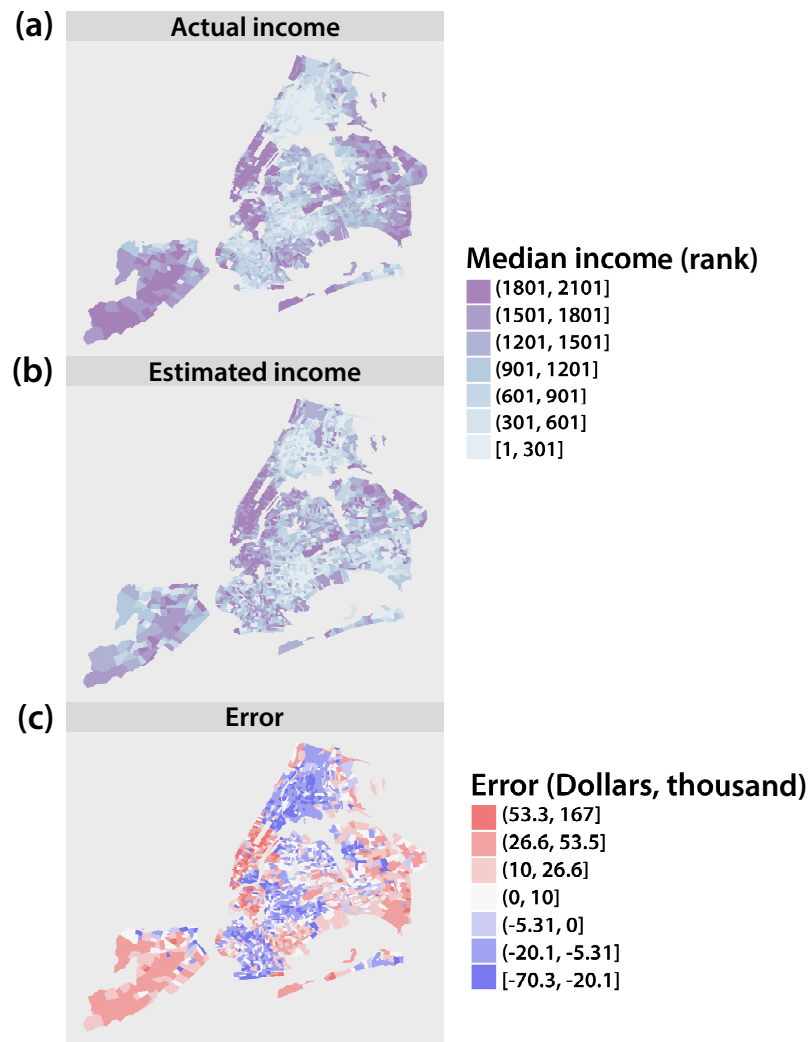 (a)
Actual income
Median income (rank)
(1801, 2101]
(1501, 1801]
(1201, 1501]
(901, 1201]
(601, 901]
(301, 601]
[1, 301]
(b)
Estimated income
(c)
Error
Error (Dollars, thousand)
(53.3, 167]
(26.6, 53.5]
(10, 26.6]
(0, 10]
(-5.31, 0]
(-20.1, -5.31]
[-70.3, -20.1]